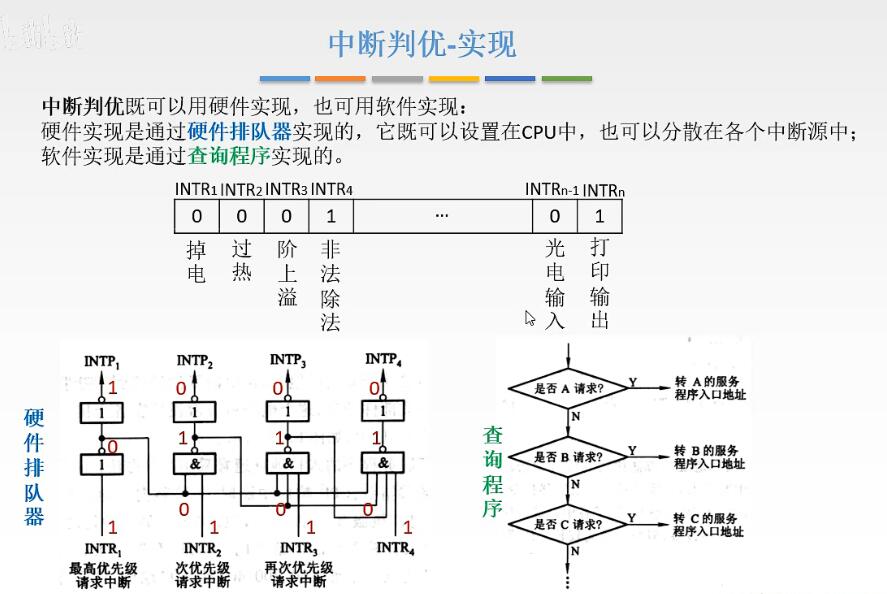 中断判优-实现
中断判优既可以用硬件实现，也可用软件实现：
硬件实现是通过硬件排队器实现的，它既可以设置在CPU中，也可以分散在各个中断源中；
软件实现是通过查询程序实现的。
INTR1 INTR2 INTR3 INTR4 INTRn-1 INTRn
0 0 0 1 … 0 1
掉电 过热 阶上溢 非法除法 光电输入 打印输出
硬件排队器
INTP1 INTP2 INTP3 INTP4
1 0 0 0
1 1 1 1
0 1 1 1
1 & & &
0 0 0
1 1 1 1
INTR1 INTR2 INTR3 INTR4
最高优先级 次优先级 再次优先级
请求中断 请求中断 请求中断
查询程序
是否 A 请求? Y 转 A 的服务
程序入口地址
N
是否 B 请求? Y 转 B 的服务
程序入口地址
N
是否 C 请求? Y 转 C 的服务
程序入口地址
N
⋮